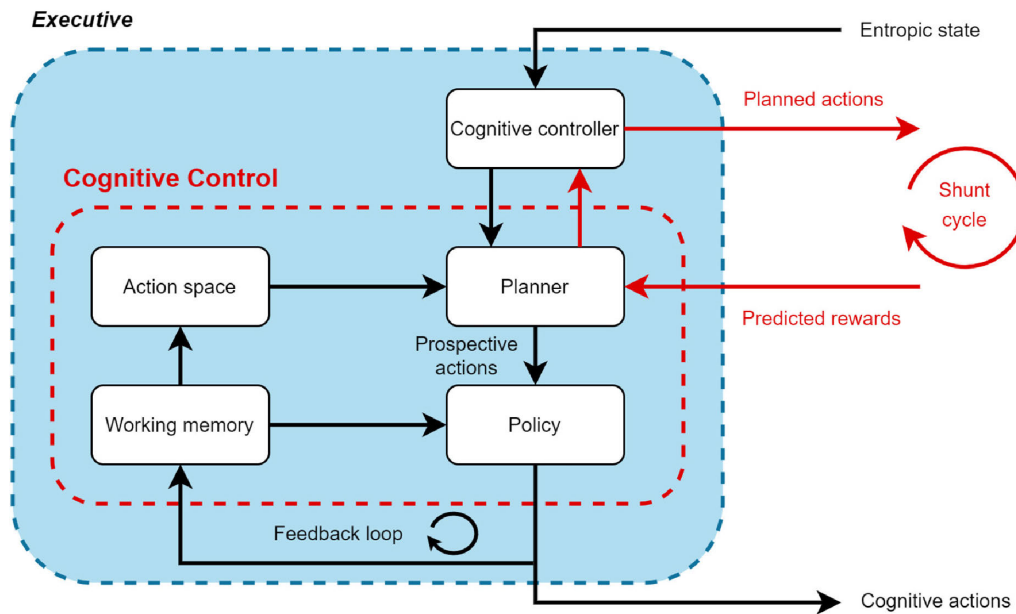 Executive
Entropic state
Cognitive controller
Planned actions
Cognitive Control
Shunt
cycle
Action space
Planner
Predicted rewards
Prospective
actions
Working memory
Policy
Feedback loop
Cognitive actions